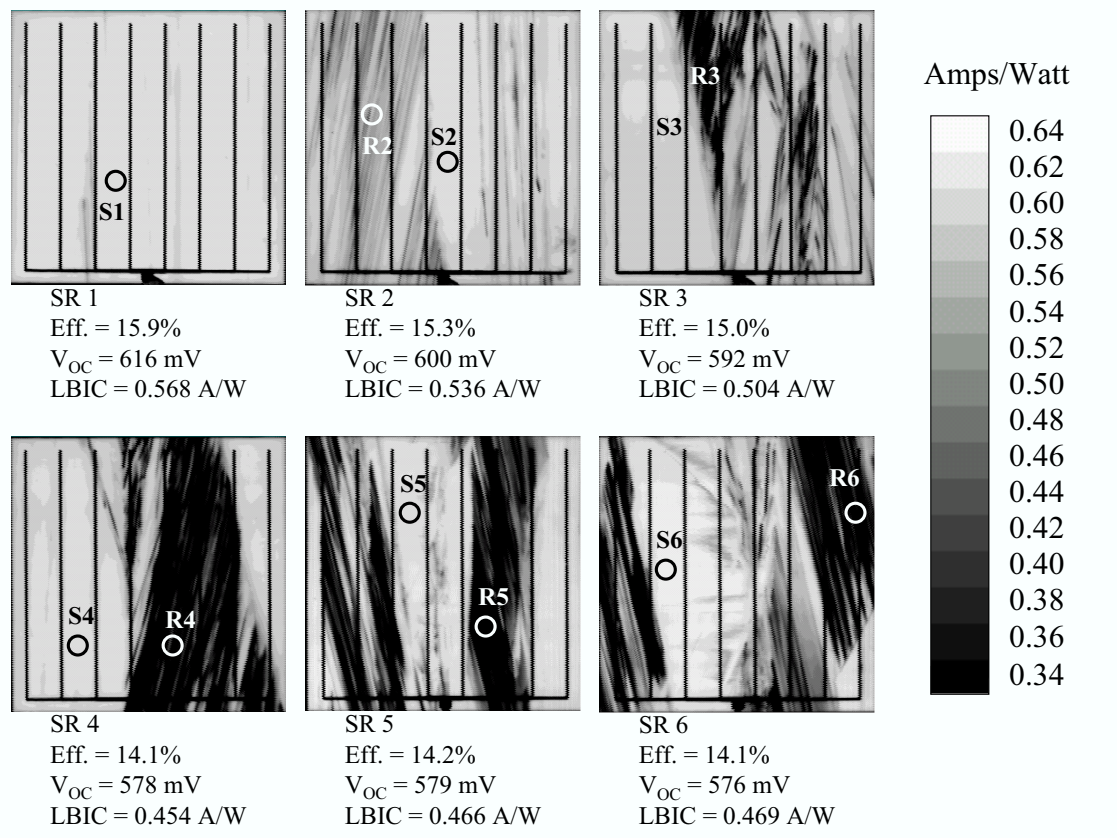 R3
S3
R2
S2
S1
SR 1
Eff. = 15.9%
V_OC = 616 mV
LBIC = 0.568 A/W
SR 2
Eff. = 15.3%
V_OC = 600 mV
LBIC = 0.536 A/W
SR 3
Eff. = 15.0%
V_OC = 592 mV
LBIC = 0.504 A/W
S4
R4
S5
R5
R6
S6
SR 4
Eff. = 14.1%
V_OC = 578 mV
LBIC = 0.454 A/W
SR 5
Eff. = 14.2%
V_OC = 579 mV
LBIC = 0.466 A/W
SR 6
Eff. = 14.1%
V_OC = 576 mV
LBIC = 0.469 A/W
Amps/Watt
0.64
0.62
0.60
0.58
0.56
0.54
0.52
0.50
0.48
0.46
0.44
0.42
0.40
0.38
0.36
0.34